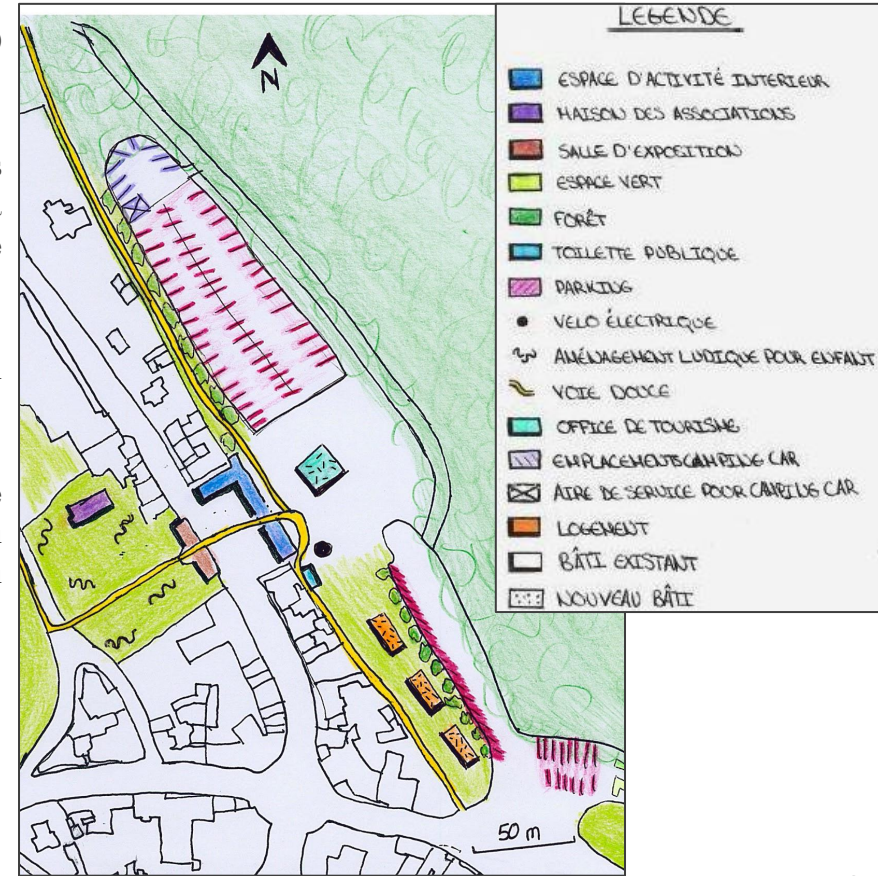 N
LEGENDE
ESPACE D'ACTIVITÉ INTERIEUR
MAISON DES ASSOCIATIONS
SALLE D'EXPOSITION
ESPACE VERT
FORÊT
TOILETTE PUBLIQUE
PARKING
VELO ÉLECTRIQUE
AMÉNAGEMENT LUDIQUE POUR ENFANT
VOIE DOUCE
OFFICE DE TOURISME
EMPLACEMENTS CAMPING CAR
AIRE DE SERVICE POUR CAMPING CAR
LOGEMENT
BÂTI EXISTANT
NOUVEAU BÂTI
50 m